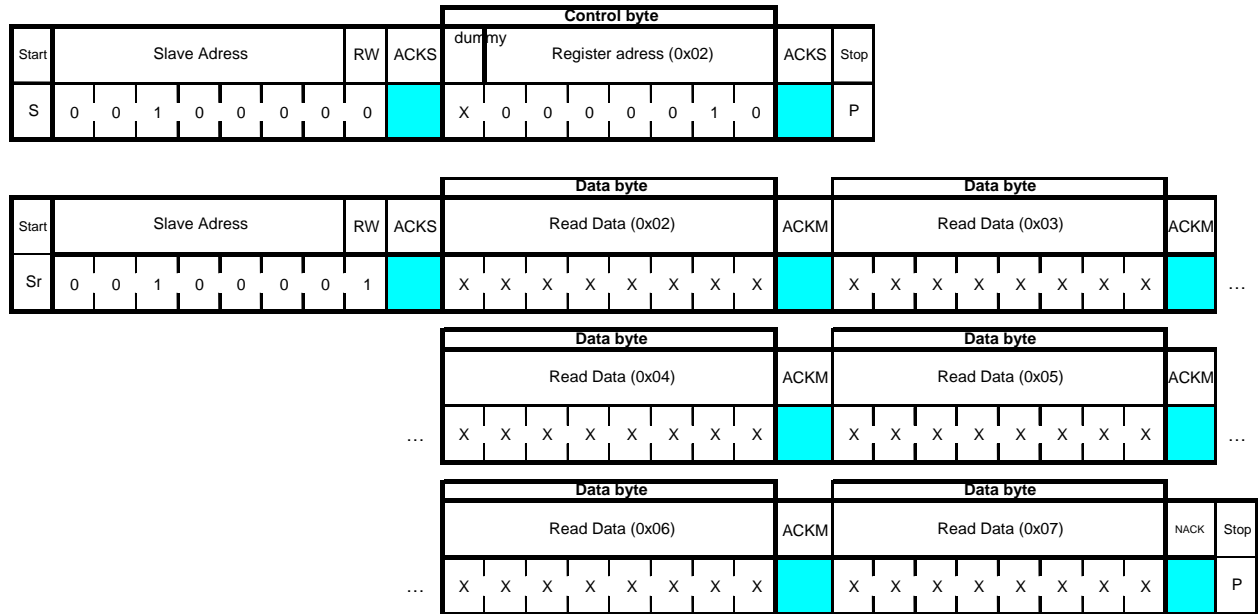 Control byte
Start Slave Adress RW ACKS dummy Register adress (0x02) ACKS Stop
S 0 0 1 0 0 0 0 0 X 0 0 0 0 0 1 0 P
Data byte Data byte
Start Slave Adress RW ACKS Read Data (0x02) ACKM Read Data (0x03) ACKM
Sr 0 0 1 0 0 0 0 1 X X X X X X X X X X X X X X X X …
Data byte Data byte
Read Data (0x04) ACKM Read Data (0x05) ACKM
… X X X X X X X X X X X X X X X X …
Data byte Data byte
Read Data (0x06) ACKM Read Data (0x07) NACK Stop
… X X X X X X X X X X X X X X X X P